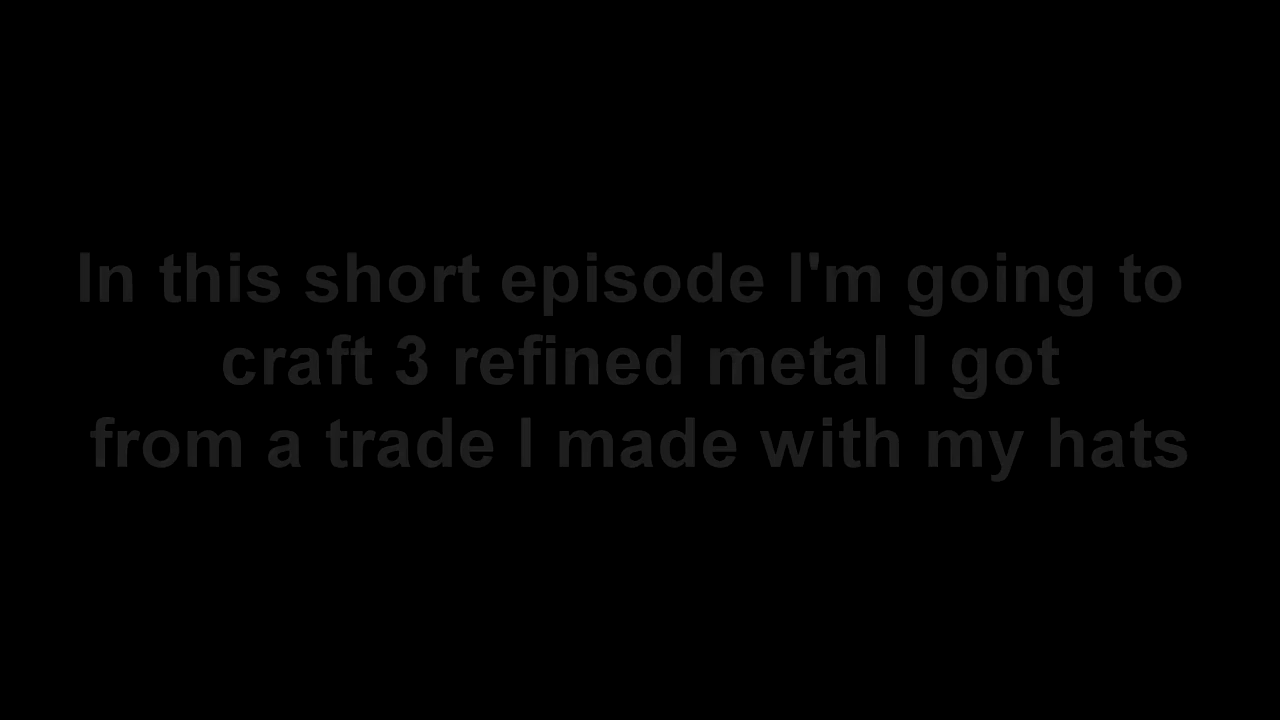 In this short episode I'm going to
craft 3 refined metal I got
from a trade I made with my hats